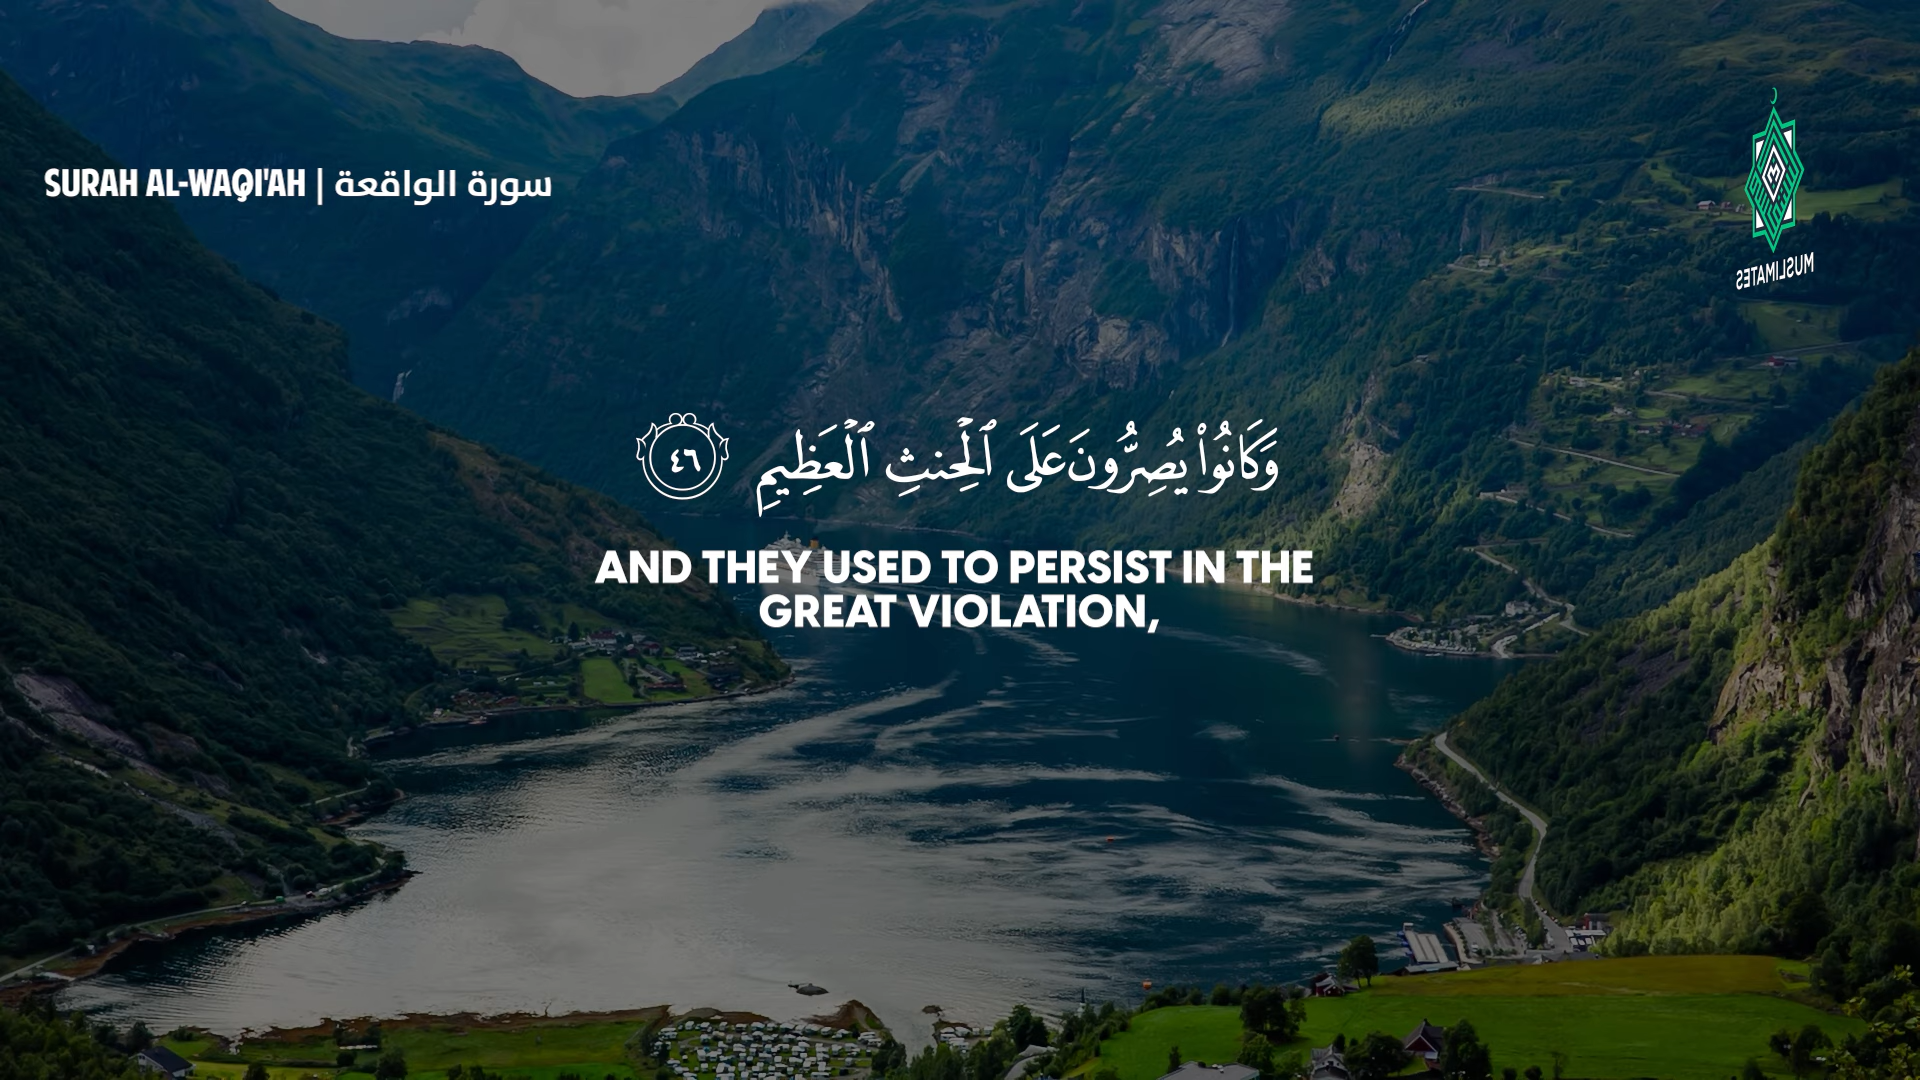 SURAH AL-WAQI'AH | سورة الواقعة
MUSLIMATES
وَكَانُوا۟ يُصِرُّونَ عَلَى ٱلْحِنثِ ٱلْعَظِيمِ ٤٦
AND THEY USED TO PERSIST IN THE
GREAT VIOLATION,